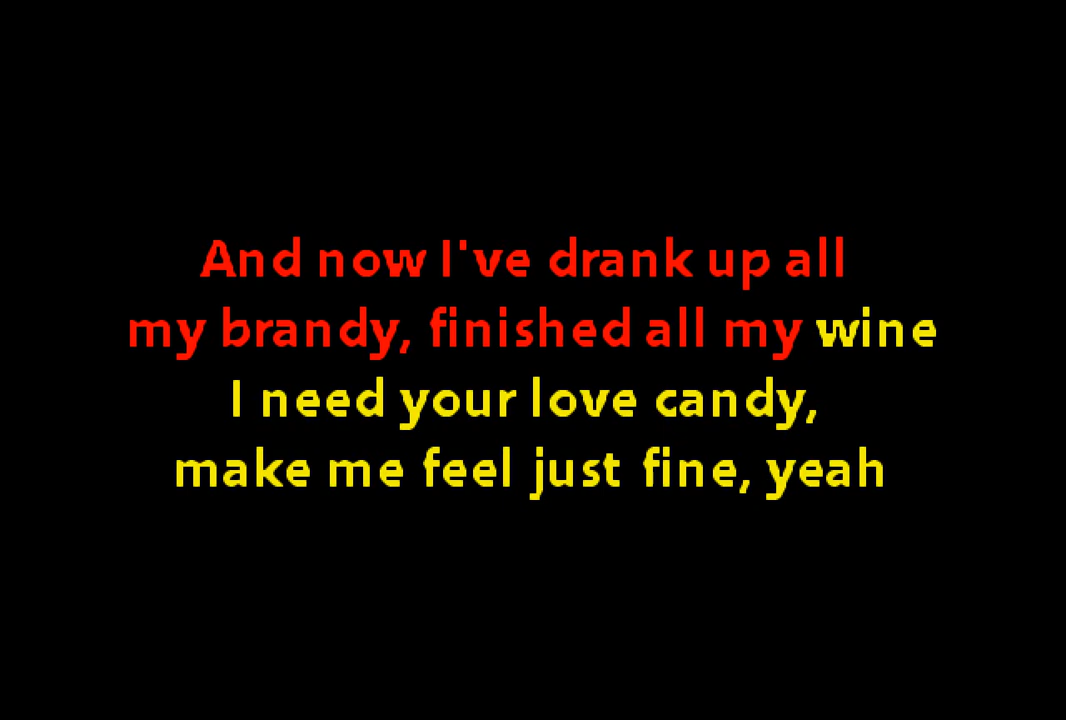 And now I've drank up all
my brandy, finished all my wine
I need your love candy,
make me feel just fine, yeah